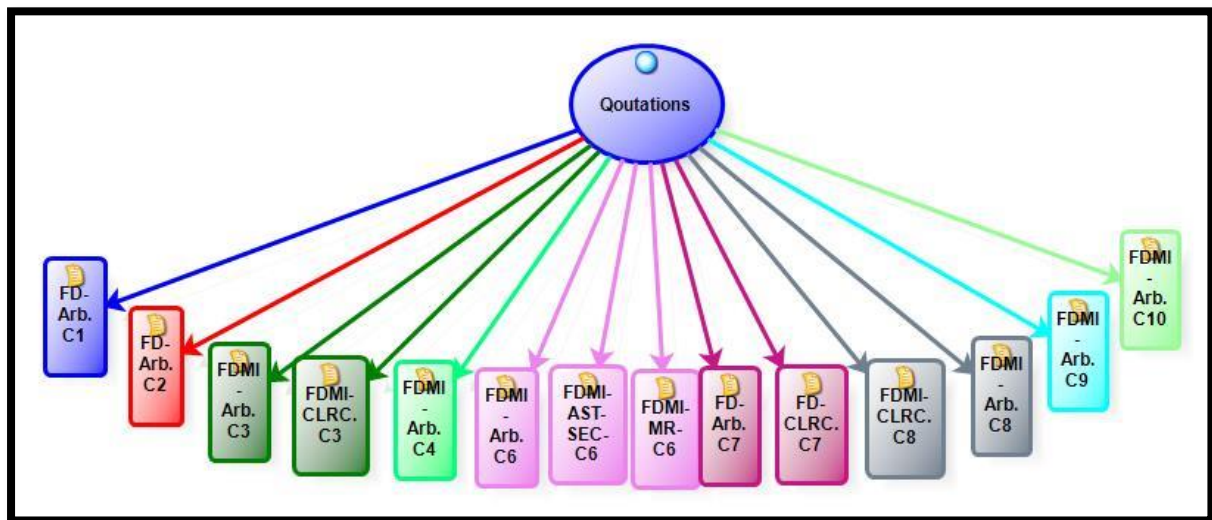 Qoutations
FD-
Arb.
C1
FD-
Arb.
C2
FDMI
-
Arb.
C3
FDMI-
CLRC.
C3
FDMI
-
Arb.
C4
FDMI
-
Arb.
C6
FDMI-
AST-
SEC-
C6
FDMI-
MR-
C6
FD-
Arb.
C7
FD-
CLRC.
C7
FDMI-
CLRC.
C8
FDMI
-
Arb.
C8
FDMI
-
Arb.
C9
FDMI
-
Arb.
C10